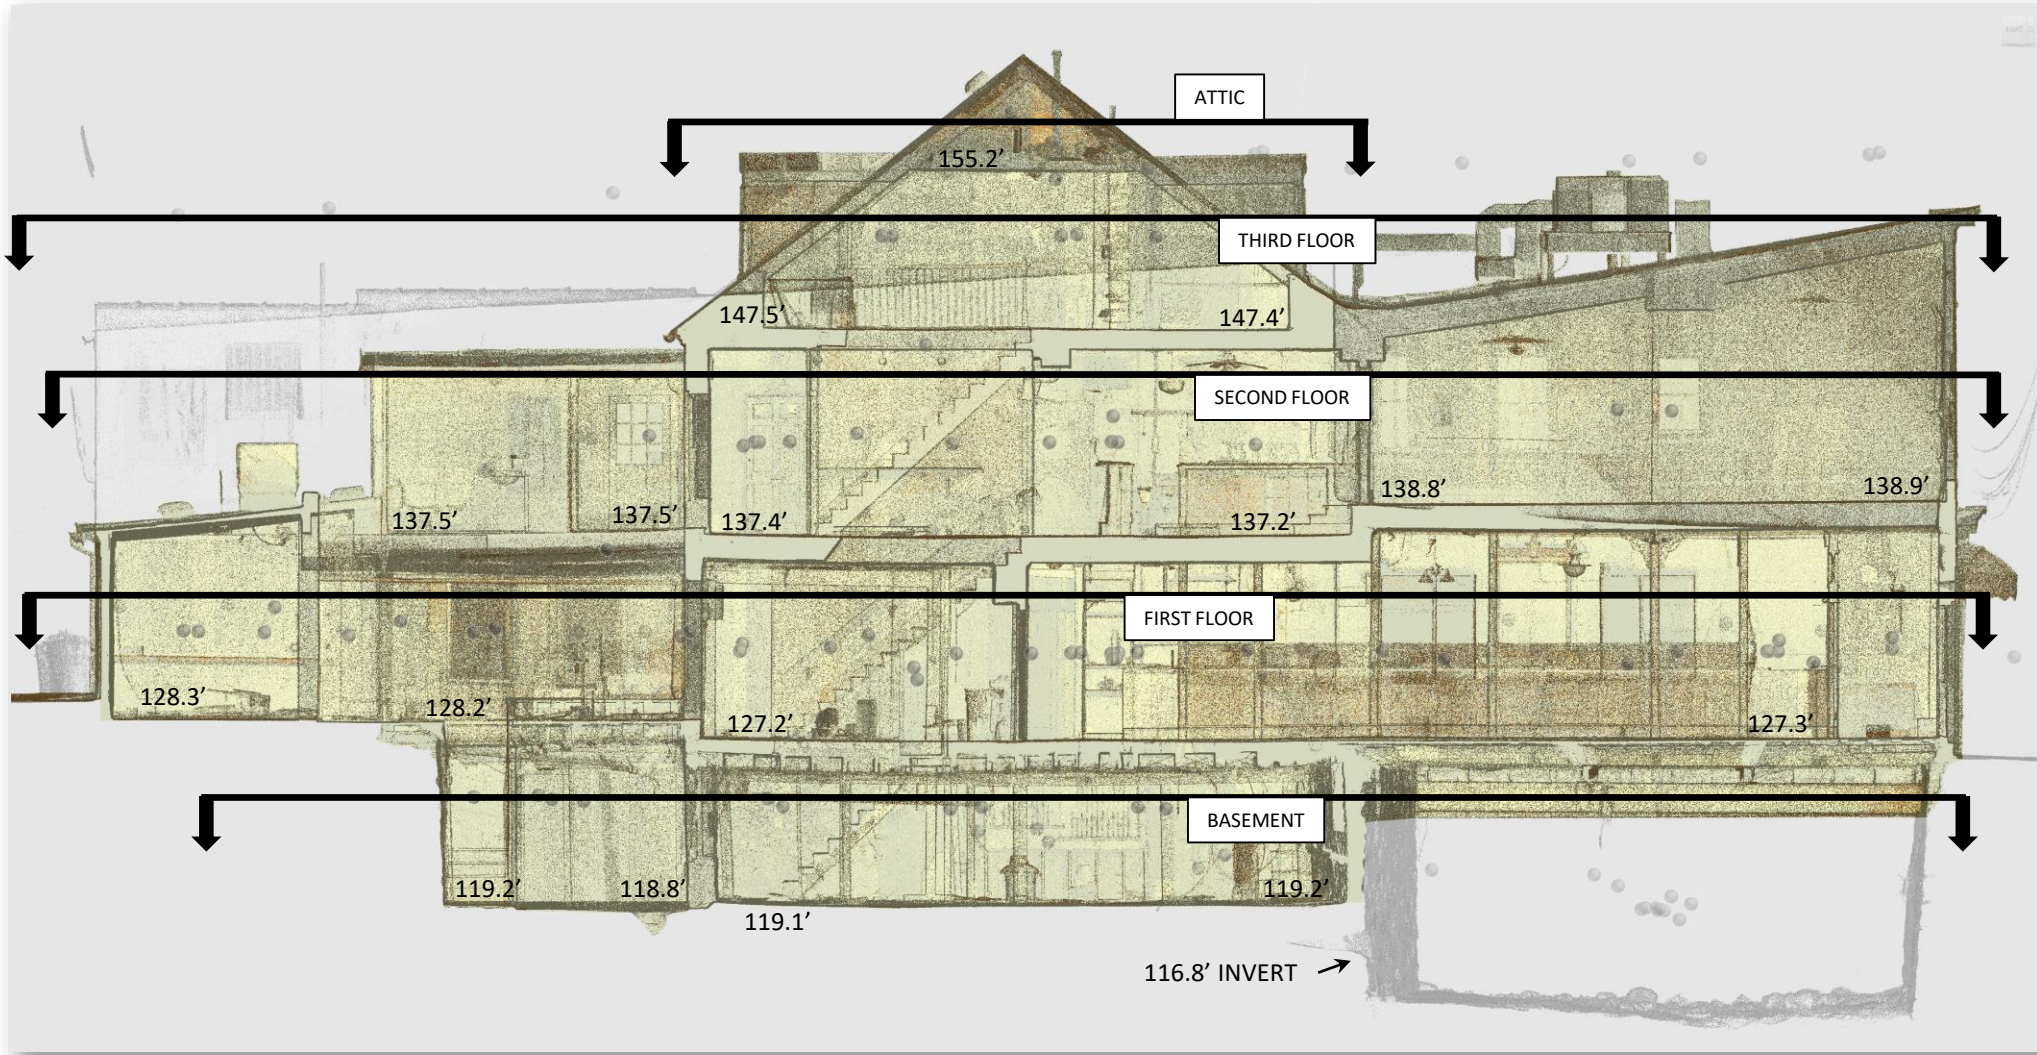 ATTIC
155.2’
THIRD FLOOR
147.5’
147.4’
SECOND FLOOR
138.8’
138.9’
137.5’
137.5’
137.4’
137.2’
FIRST FLOOR
128.3’
128.2’
127.2’
127.3’
BASEMENT
119.2’
118.8’
119.2’
119.1’
116.8’ INVERT